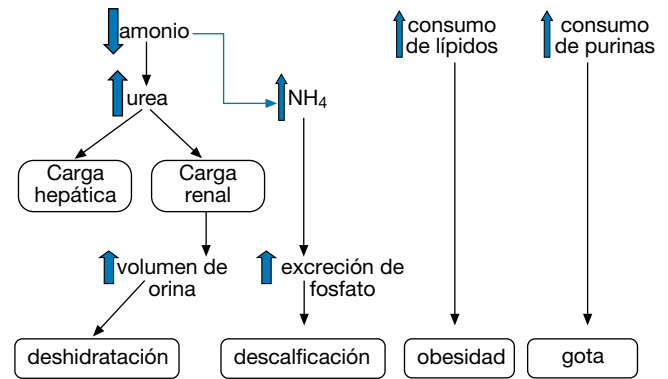 amonio
consumo
de lípidos
consumo
de purinas
urea
NH4
Carga
hepática
Carga
renal
volumen de
orina
excreción de
fosfato
deshidratación
descalficación
obesidad
gota